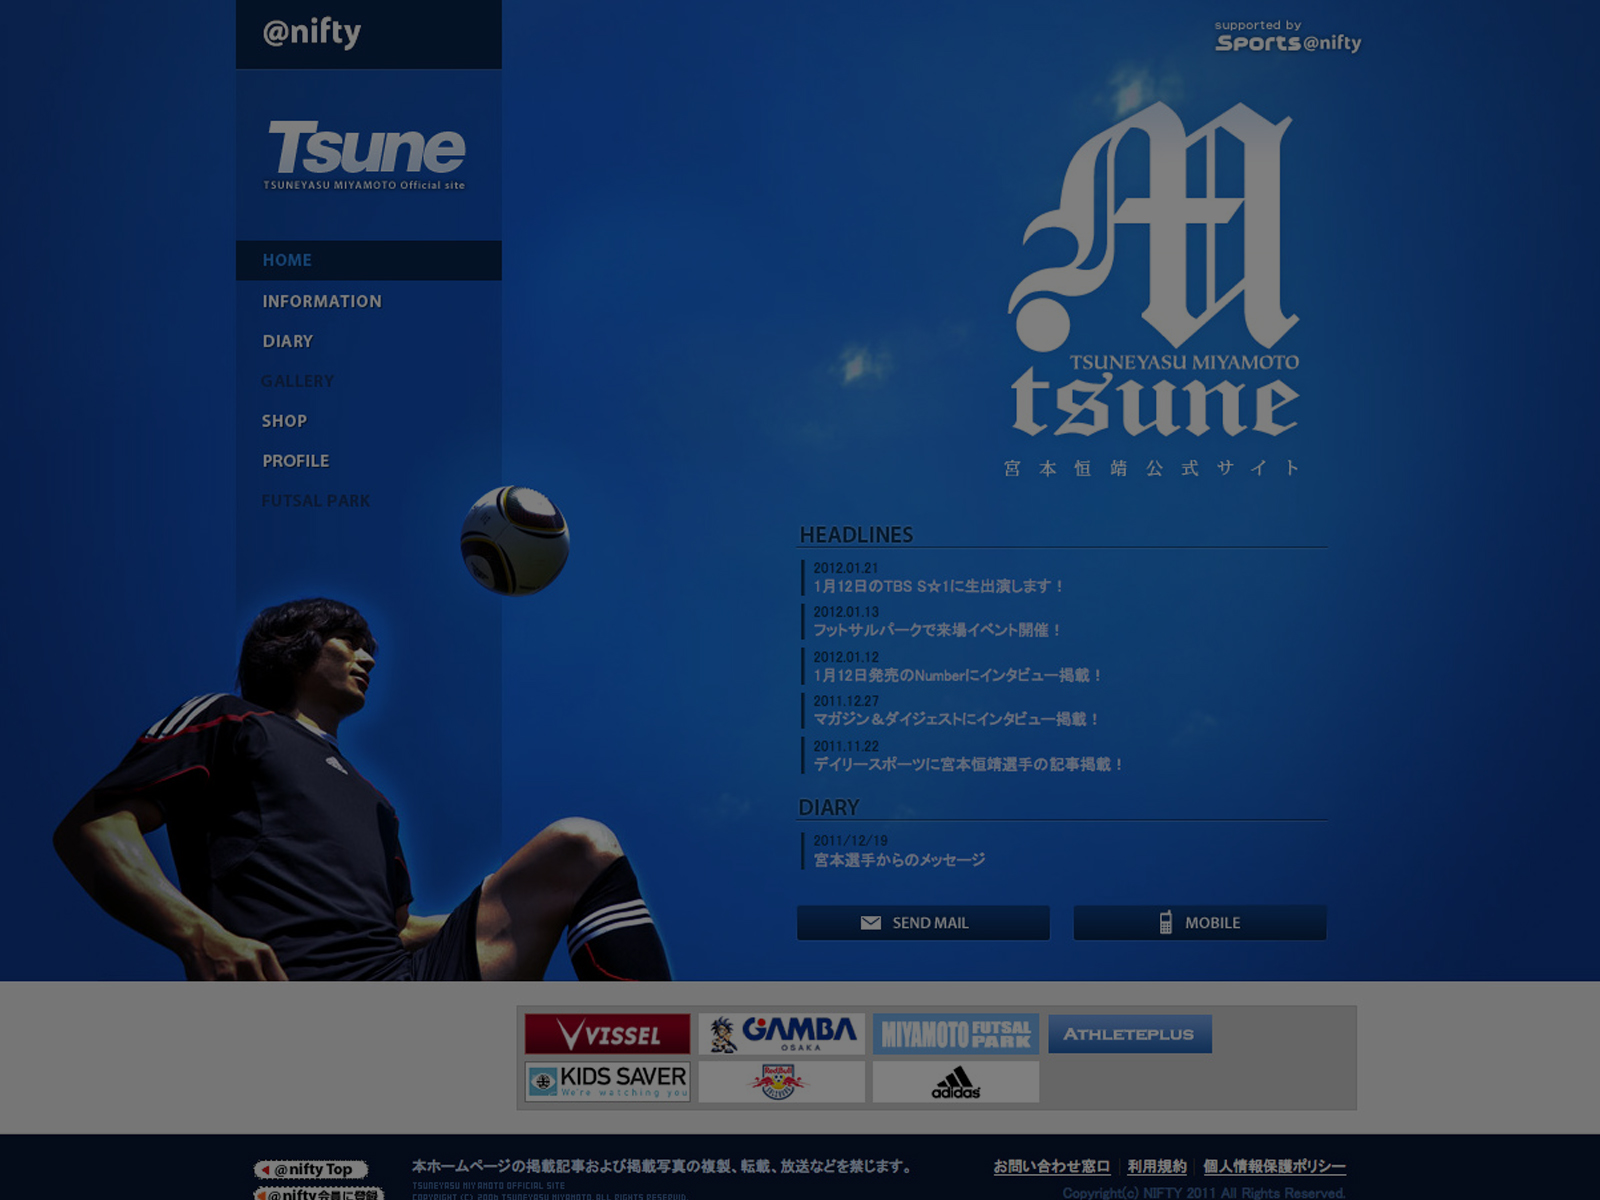 @nifty
supported by
Sports@nifty
Tsune
TSUNEYASU MIYAMOTO Official site
HOME
INFORMATION
DIARY
GALLERY
SHOP
PROFILE
FUTSAL PARK
M
TSUNEYASU MIYAMOTO
tsune
宮本恒靖公式サイト
HEADLINES
2012.01.21
1月12日のTBS S☆1に生出演します！
2012.01.13
フットサルパークで来場イベント開催！
2012.01.12
1月12日発売のNumberにインタビュー掲載！
2011.12.27
マガジン＆ダイジェストにインタビュー掲載！
2011.11.22
デイリースポーツに宮本恒靖選手の記事掲載！
DIARY
2011/12/19
宮本選手からのメッセージ
SEND MAIL
MOBILE
VISSEL
GAMBA
OSAKA
MIYAMOTO FUTSAL PARK
ATHLETEPLUS
KIDS SAVER
We're watching you
RedBull
SALZBURG
adidas
@nifty Top
@nifty会員に登録
本ホームページの掲載記事および掲載写真の複製、転載、放送などを禁じます。
TSUNEYASU MIYAMOTO OFFICIAL SITE
COPYRIGHT (C) 2006 TSUNEYASU MIYAMOTO ALL RIGHTS RESERVED
お問い合わせ窓口
利用規約
個人情報保護ポリシー
Copyright(c) NIFTY 2011 All Rights Reserved.